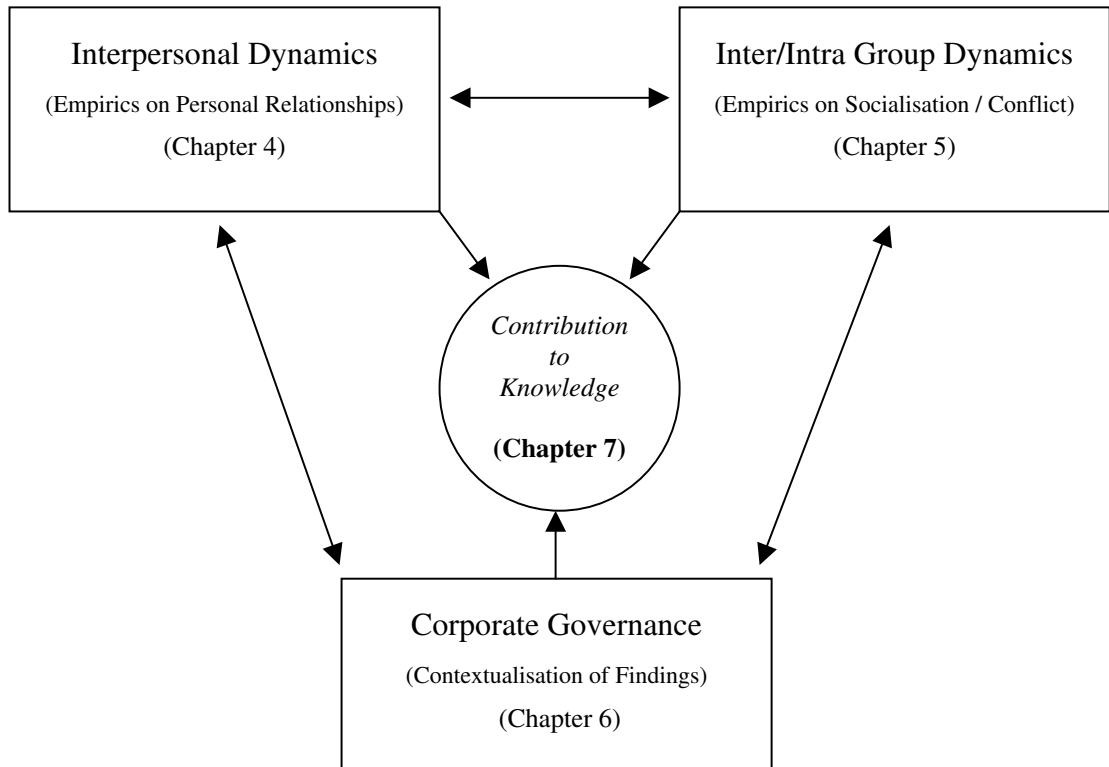 Interpersonal Dynamics
(Empirics on Personal Relationships)
(Chapter 4)
Inter/Intra Group Dynamics
(Empirics on Socialisation / Conflict)
(Chapter 5)
Contribution
to
Knowledge
(Chapter 7)
Corporate Governance
(Contextualisation of Findings)
(Chapter 6)